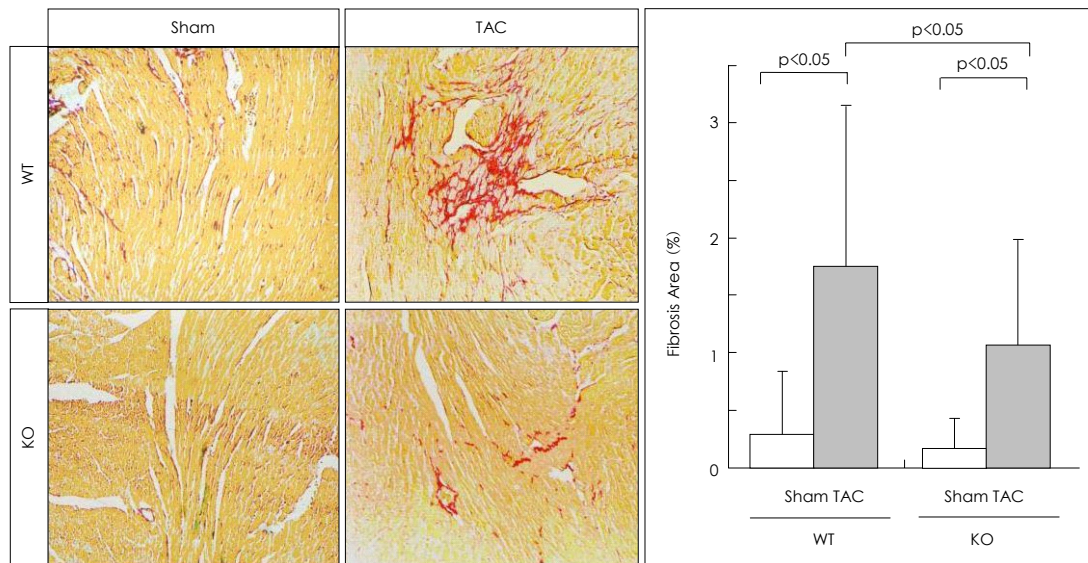 Sham
TAC
WT
KO
p<0.05
p<0.05
p<0.05
Fibrosis Area (%)
3
2
1
0
Sham TAC
Sham TAC
WT
KO